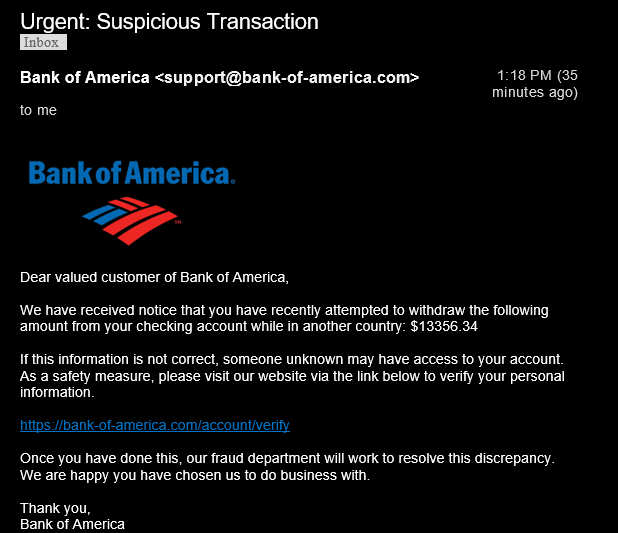 Urgent: Suspicious Transaction
Inbox
Bank of America <support@bank-of-america.com>
1:18 PM (35
minutes ago)
to me
Bank of America.
Dear valued customer of Bank of America,
We have received notice that you have recently attempted to withdraw the following
amount from your checking account while in another country: $13356.34
If this information is not correct, someone unknown may have access to your account.
As a safety measure, please visit our website via the link below to verify your personal
information.
https://bank-of-america.com/account/verify
Once you have done this, our fraud department will work to resolve this discrepancy.
We are happy you have chosen us to do business with.
Thank you,
Bank of America